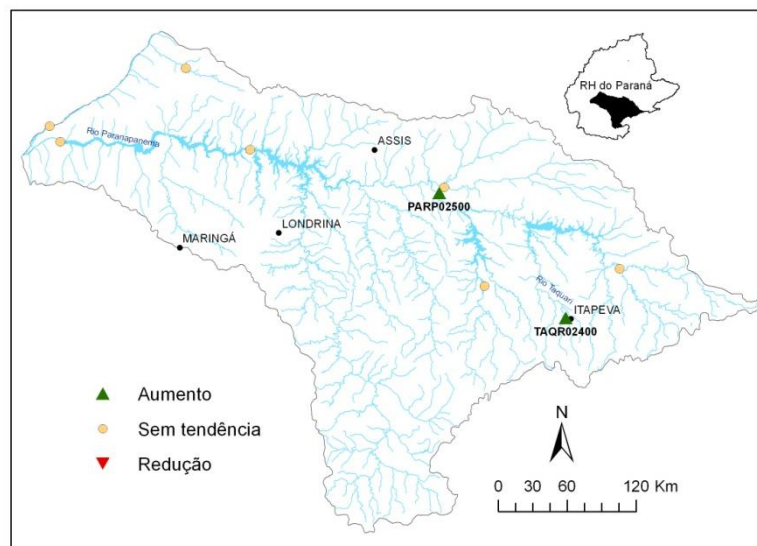 RH do Paraná
Rio Paranapanema
ASSIS
PARP02500
LONDRINA
MARINGÁ
Rio Taquari
ITAPEVA
TAQR02400
Aumento
Sem tendência
Redução
N
0 30 60 120 Km